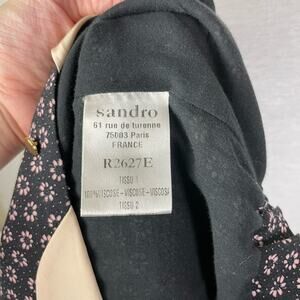 sandro
61 rue de turenne
75003 Paris
FRANCE
R2627E
TISSU 1
100%VISCOSE-VISCOSE-VISCOSA
TISSU 2